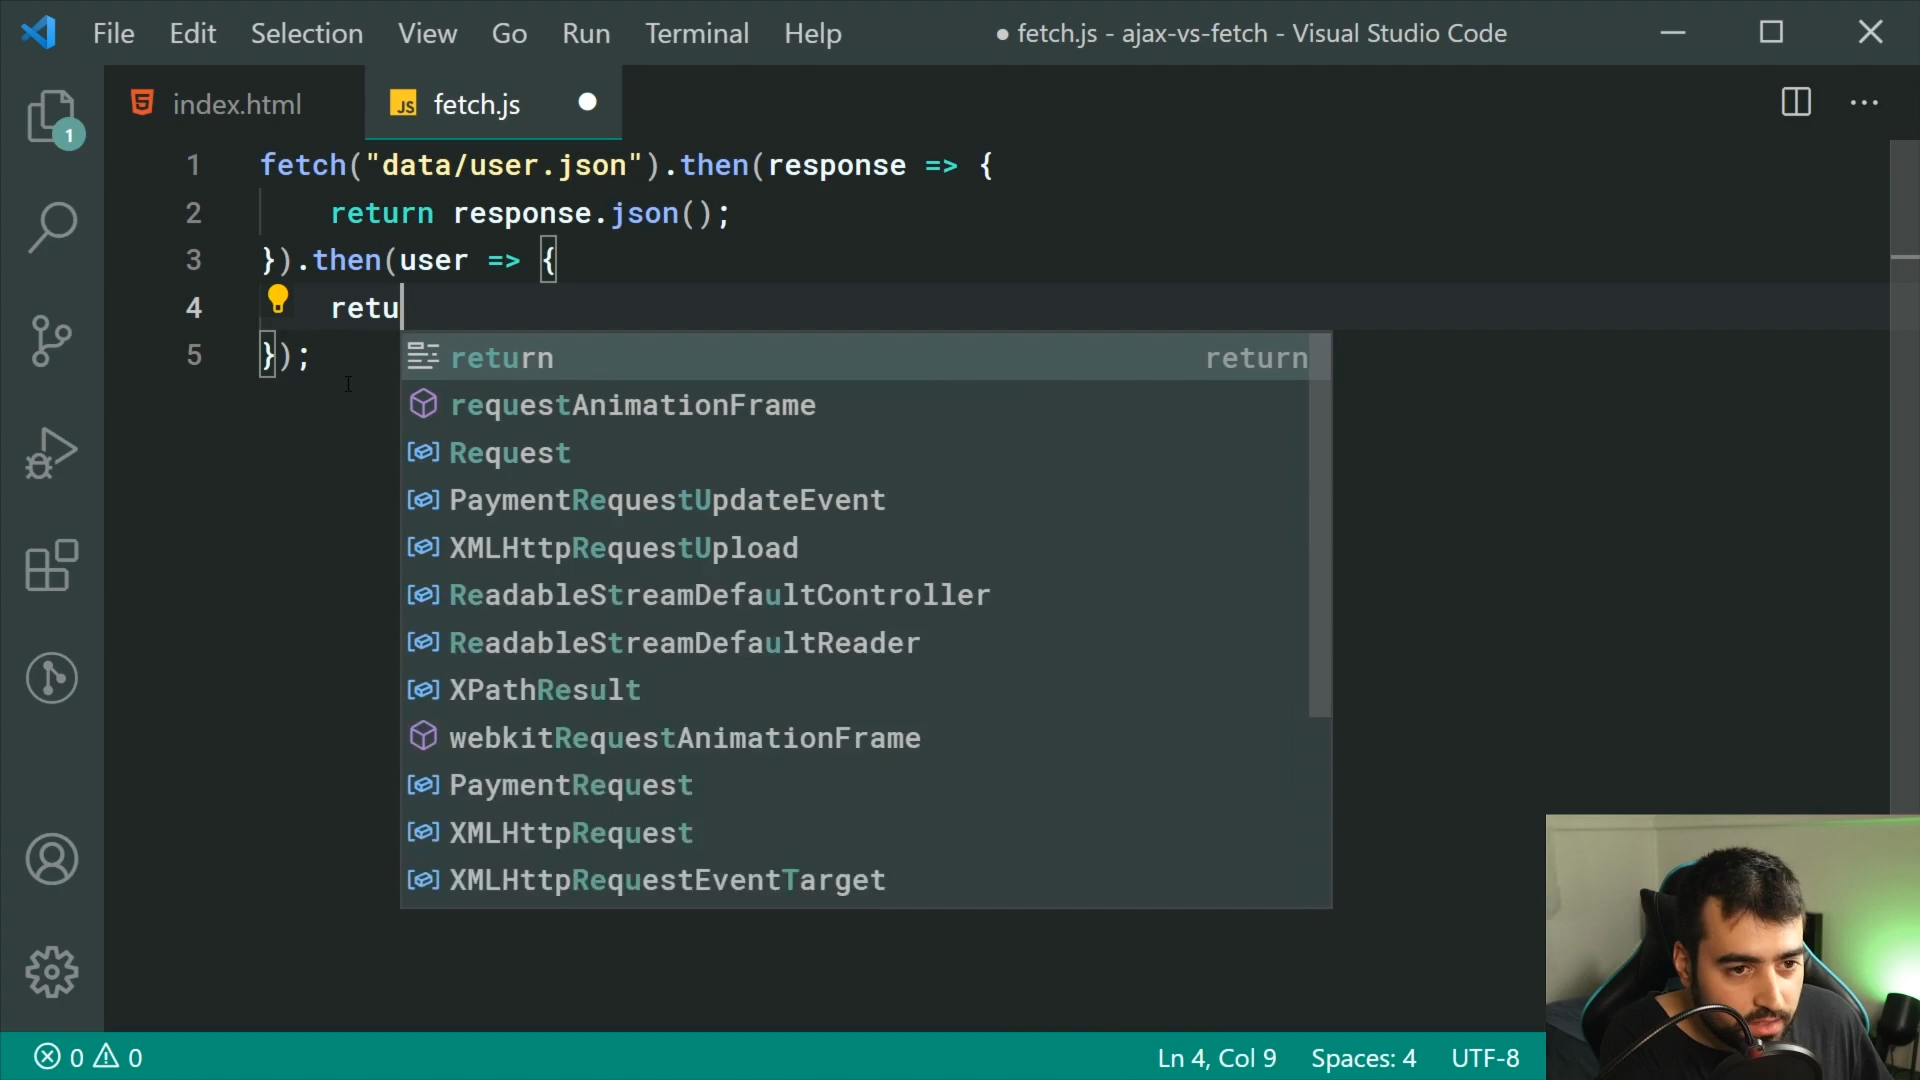 File Edit Selection View Go Run Terminal Help ● fetch.js - ajax-vs-fetch - Visual Studio Code
1
index.html
JS fetch.js
1 fetch("data/user.json").then(response => {
2 return response.json();
3 }).then(user => {
4 retu
5 });
return return
requestAnimationFrame
Request
PaymentRequestUpdateEvent
XMLHttpRequestUpload
ReadableStreamDefaultController
ReadableStreamDefaultReader
XPathResult
webkitRequestAnimationFrame
PaymentRequest
XMLHttpRequest
XMLHttpRequestEventTarget
0 0 Ln 4, Col 9 Spaces: 4 UTF-8